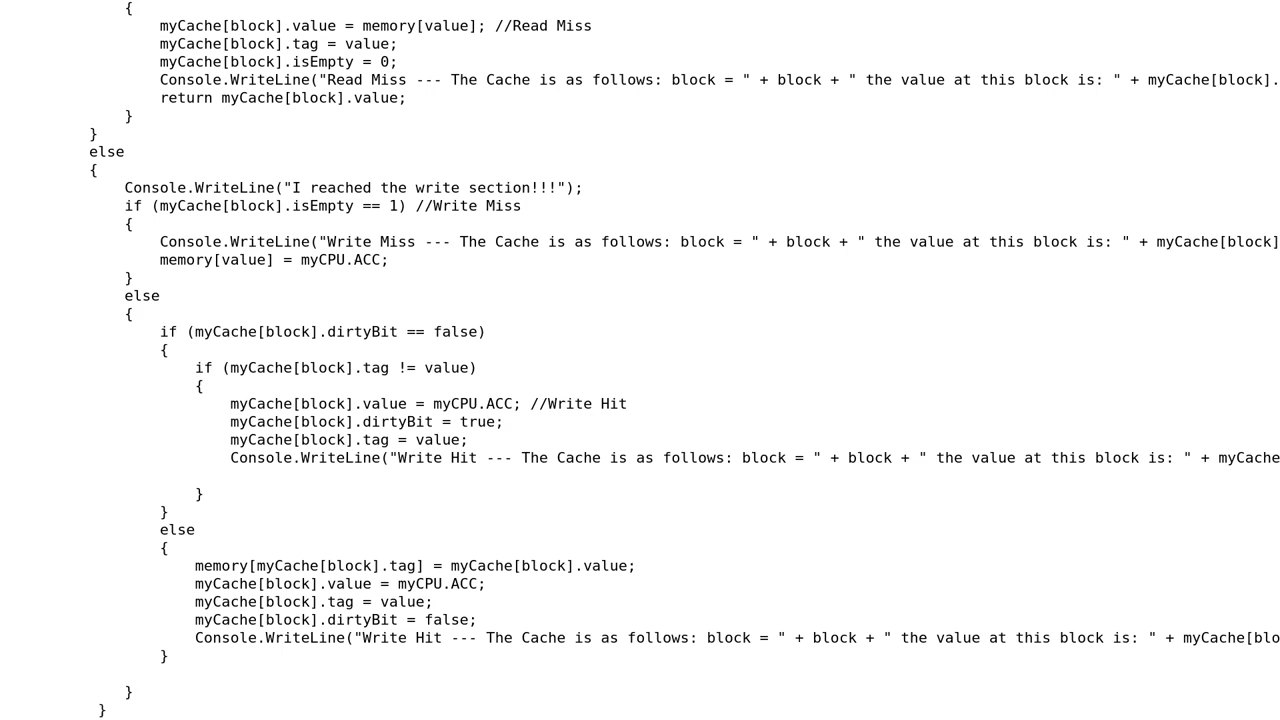 {
myCache[block].value = memory[value]; //Read Miss
myCache[block].tag = value;
myCache[block].isEmpty = 0;
Console.WriteLine("Read Miss --- The Cache is as follows: block = " + block + " the value at this block is: " + myCache[block].
return myCache[block].value;
}
}
else
{
Console.WriteLine("I reached the write section!!!");
if (myCache[block].isEmpty == 1) //Write Miss
{
Console.WriteLine("Write Miss --- The Cache is as follows: block = " + block + " the value at this block is: " + myCache[block]
memory[value] = myCPU.ACC;
}
else
{
if (myCache[block].dirtyBit == false)
{
if (myCache[block].tag != value)
{
myCache[block].value = myCPU.ACC; //Write Hit
myCache[block].dirtyBit = true;
myCache[block].tag = value;
Console.WriteLine("Write Hit --- The Cache is as follows: block = " + block + " the value at this block is: " + myCache
}
}
else
{
memory[myCache[block].tag] = myCache[block].value;
myCache[block].value = myCPU.ACC;
myCache[block].tag = value;
myCache[block].dirtyBit = false;
Console.WriteLine("Write Hit --- The Cache is as follows: block = " + block + " the value at this block is: " + myCache[blo
}
}
}